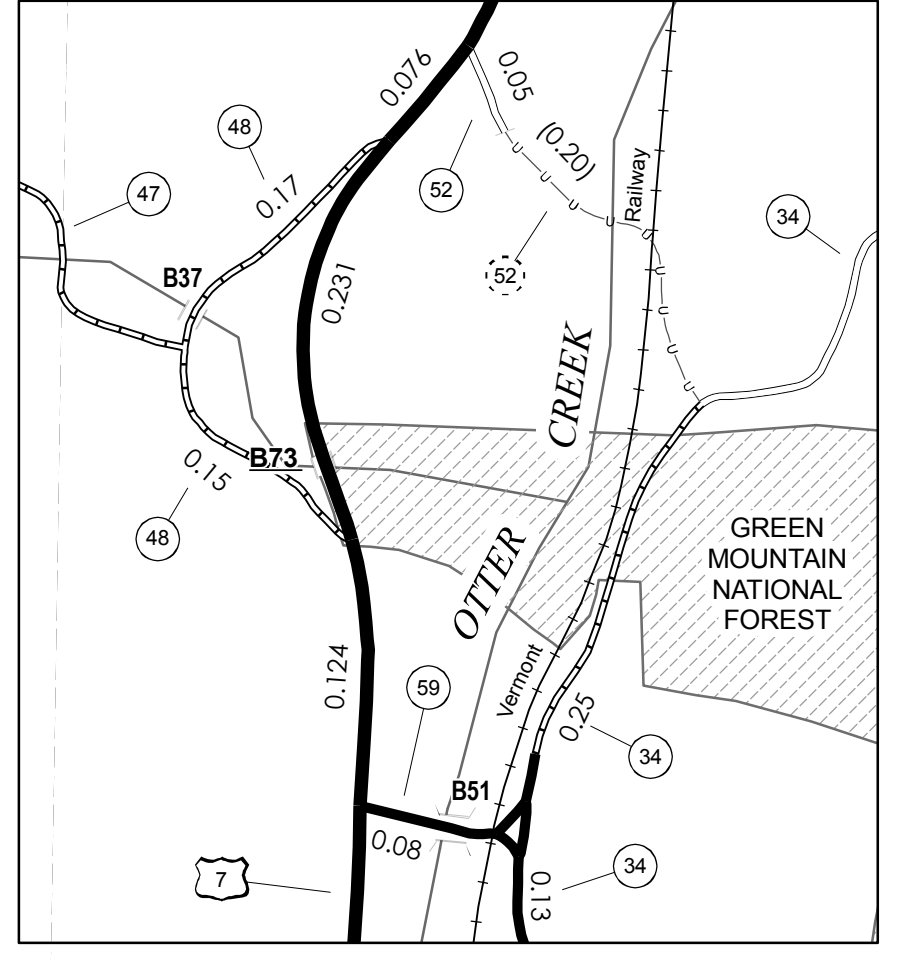 0.076
0.05
48
(0.20)
47
0.17
52
Railway
34
B37
52
0.231
CREEK
B73
0.15
48
OTTER
GREEN
MOUNTAIN
NATIONAL
FOREST
0.124
59
Vermont
0.25
34
B51
0.08
7
34
0.13